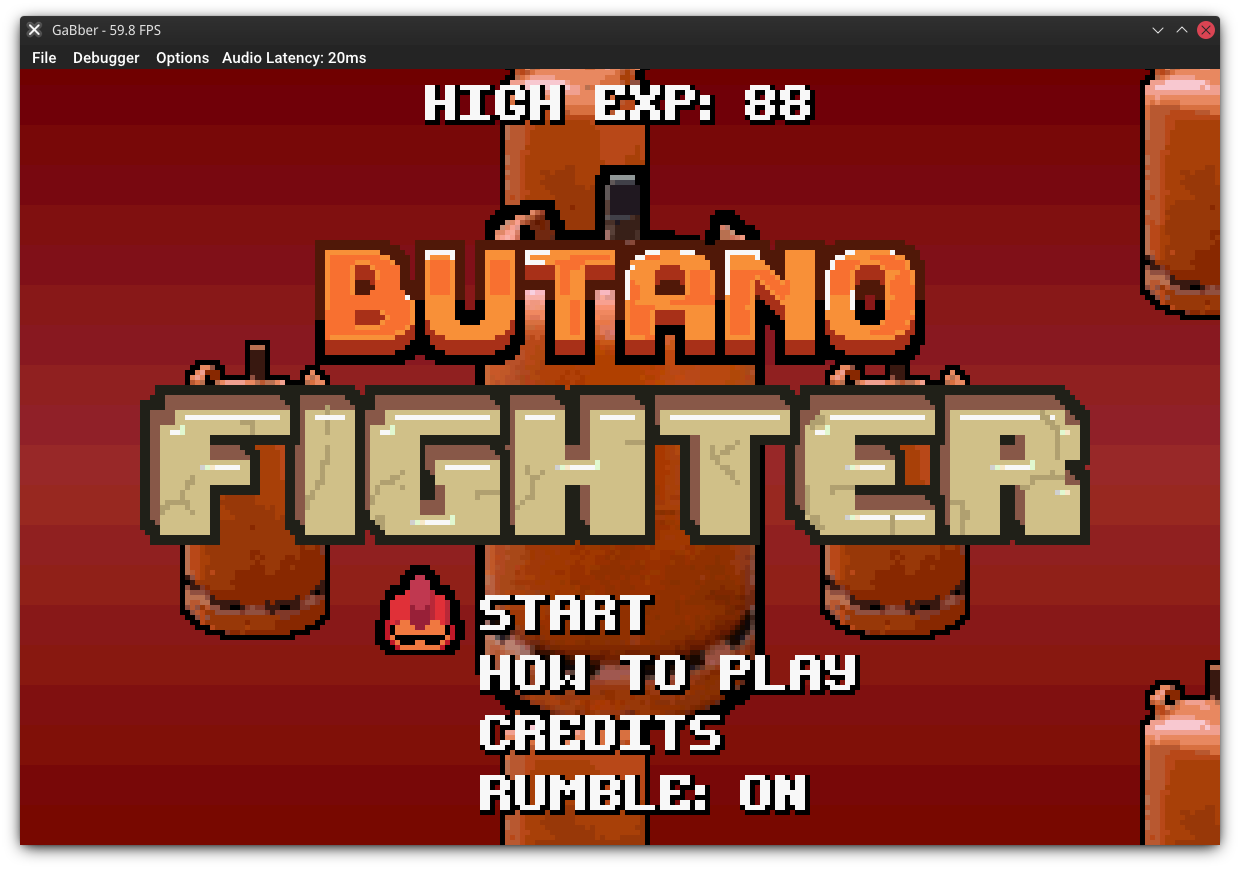 GaBber - 59.8 FPS
File Debugger Options Audio Latency: 20ms
HIGH EXP: 88
BUTANO
FIGHTER
START
HOW TO PLAY
CREDITS
RUMBLE: ON